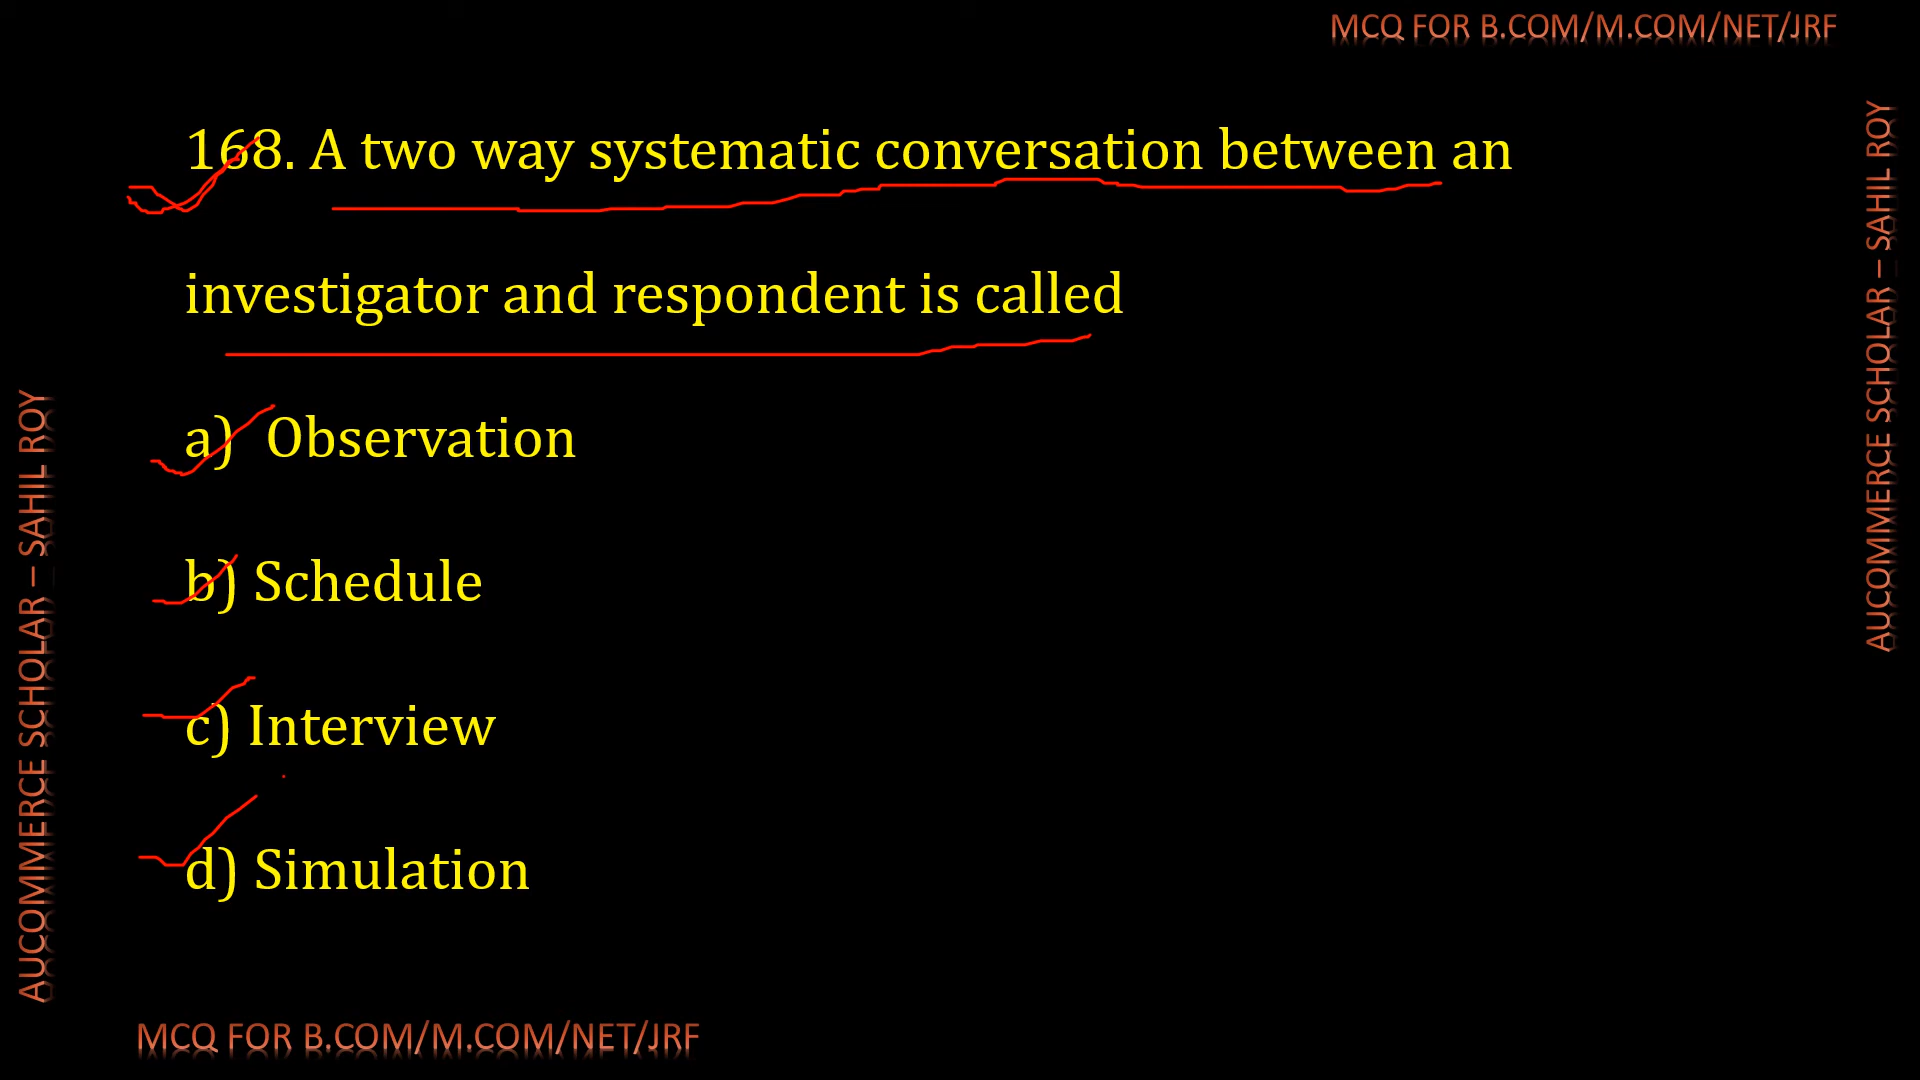 MCQ FOR B.COM/M.COM/NET/JRF
168. A two way systematic conversation between an
investigator and respondent is called
a) Observation
b) Schedule
c) Interview
d) Simulation
AUCOMMERCE SCHOLAR – SAHIL ROY
AUCOMMERCE SCHOLAR – SAHIL ROY
MCQ FOR B.COM/M.COM/NET/JRF